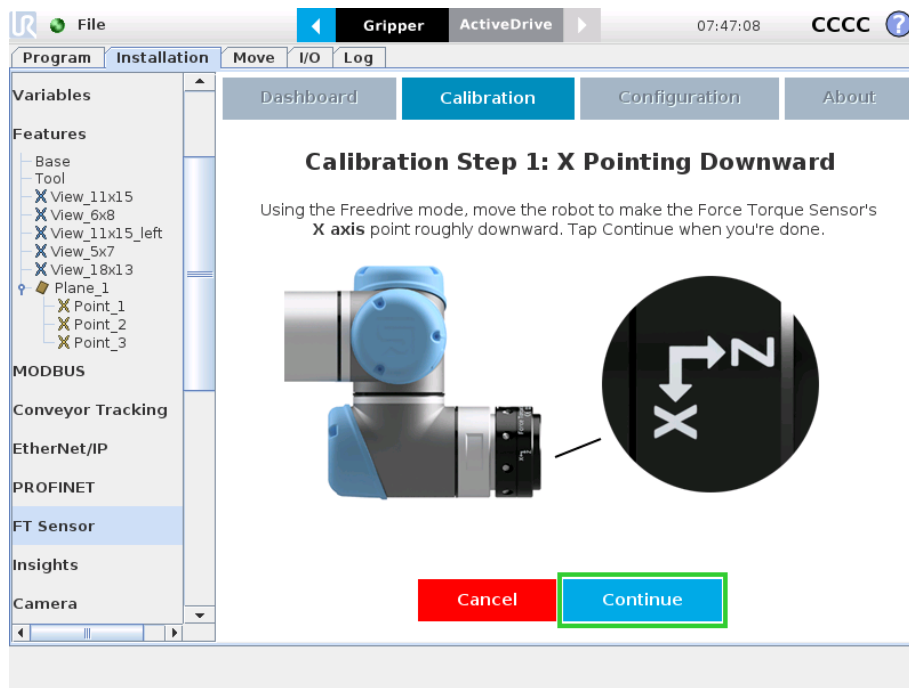 UR File Gripper ActiveDrive 07:47:08 CCCC ?
Program Installation Move I/O Log
Variables
Features
Base
Tool
View_11x15
View_6x8
View_11x15_left
View_5x7
View_18x13
Plane_1
Point_1
Point_2
Point_3
MODBUS
Conveyor Tracking
EtherNet/IP
PROFINET
FT Sensor
Insights
Camera
Dashboard Calibration Configuration About
Calibration Step 1: X Pointing Downward
Using the Freedrive mode, move the robot to make the Force Torque Sensor's
X axis point roughly downward. Tap Continue when you're done.
Z
X
Cancel Continue